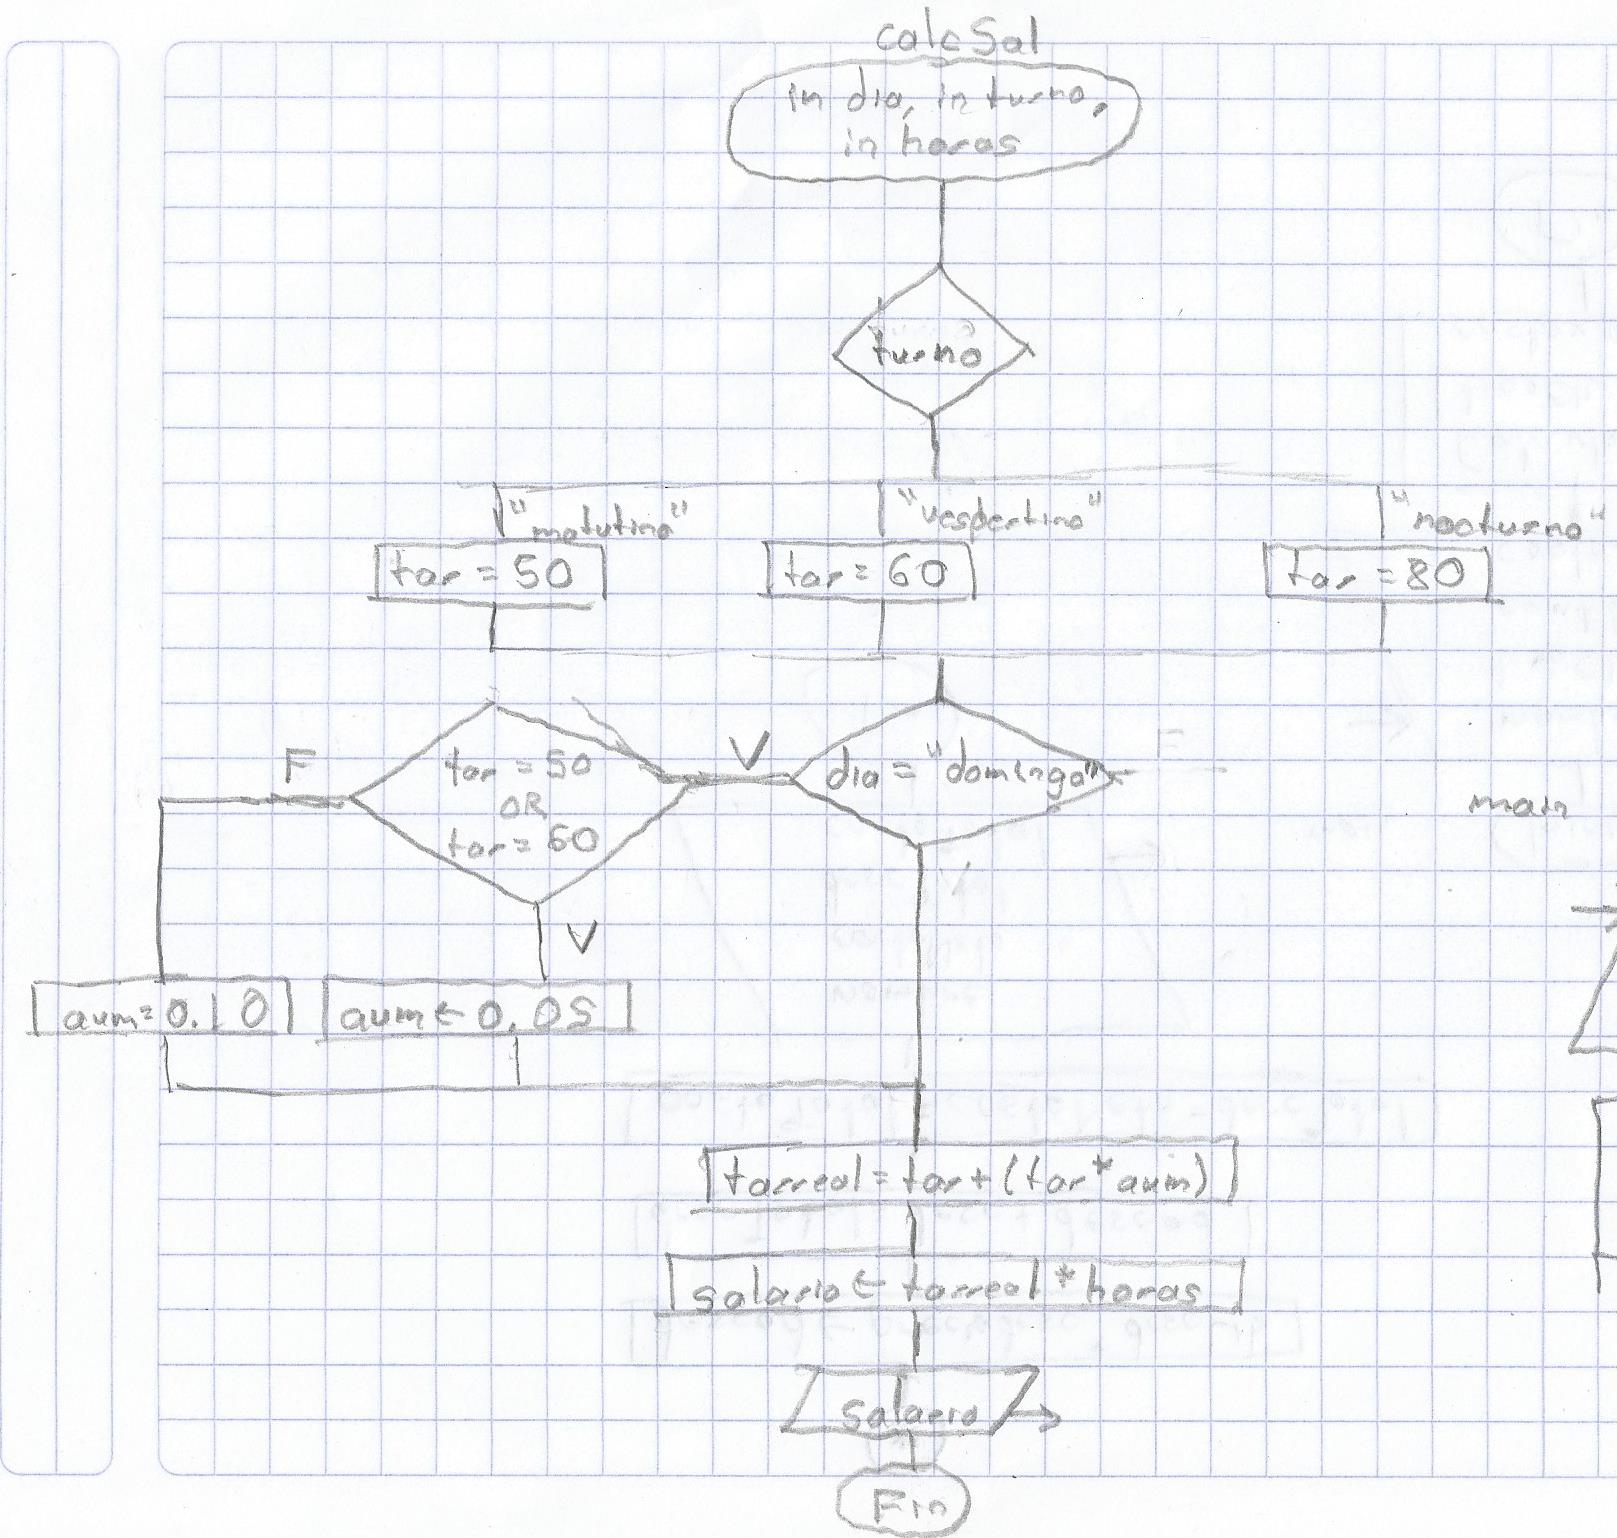 calcSal
in dia, in turno,
in horas
turno
"matutino"
"vespertino"
"nocturno"
tar = 50
tar = 60
tar = 80
dia = "domingo"
V
F
tar = 50
OR
tar = 60
main
V
aum = 0.10
aum ← 0.05
tarreal = tar + (tar * aum)
salario ← tarreal * horas
salario
Fin